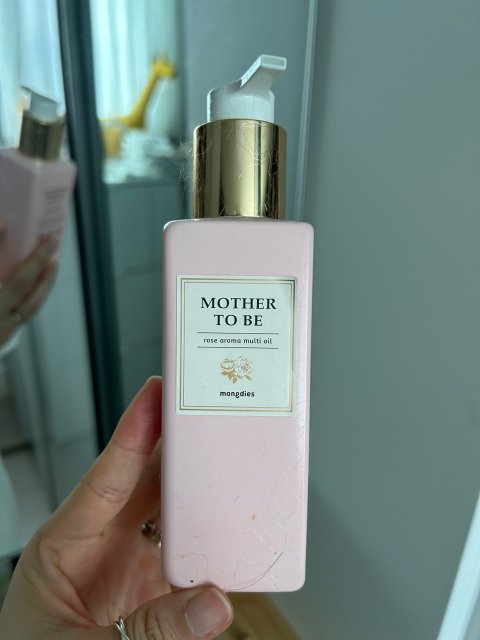 MOTHER
TO BE
rose aroma multi oil
mongdies